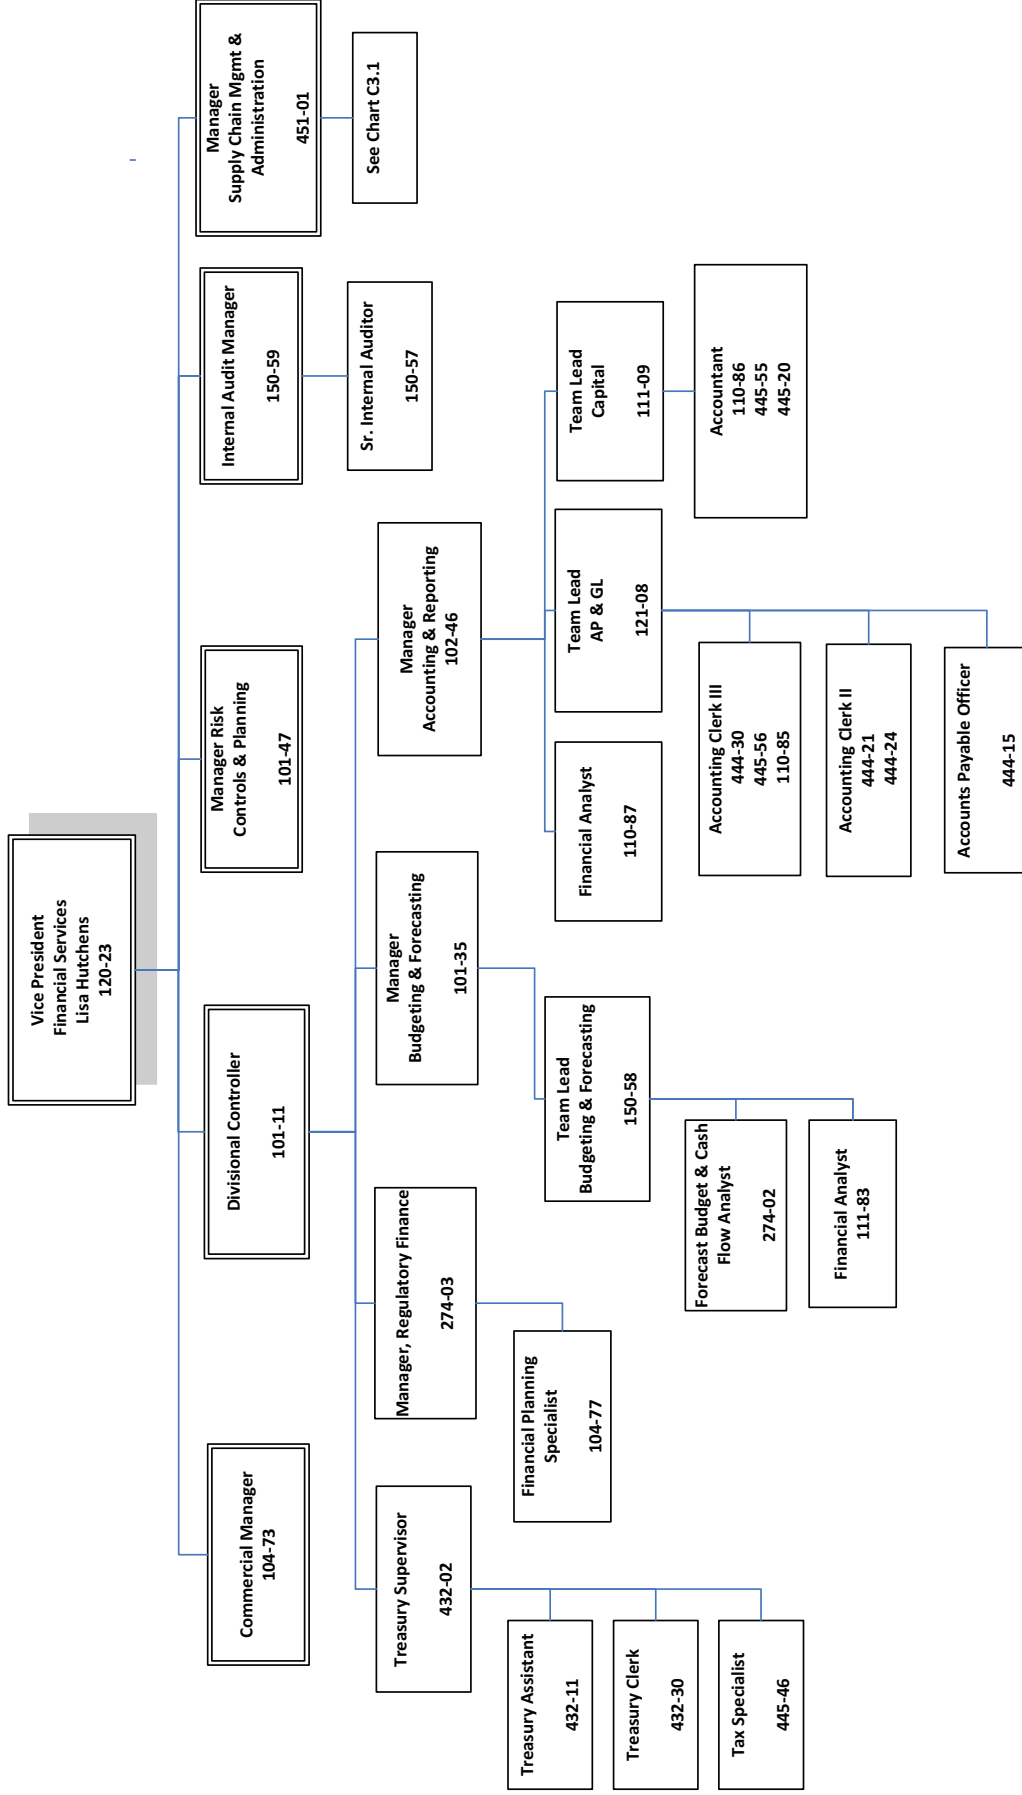 Vice President
Financial Services
Lisa Hutchens
120-23
Commercial Manager
104-73
Divisional Controller
101-11
Manager Risk
Controls & Planning
101-47
Internal Audit Manager
150-59
Manager
Supply Chain Mgmt &
Administration
451-01
Sr. Internal Auditor
150-57
See Chart C3.1
Treasury Supervisor
432-02
Manager, Regulatory Finance
274-03
Manager
Budgeting & Forecasting
101-35
Manager
Accounting & Reporting
102-46
Treasury Assistant
432-11
Treasury Clerk
432-30
Tax Specialist
445-46
Financial Planning
Specialist
104-77
Team Lead
Budgeting & Forecasting
150-58
Forecast Budget & Cash
Flow Analyst
274-02
Financial Analyst
111-83
Financial Analyst
110-87
Team Lead
AP & GL
121-08
Team Lead
Capital
111-09
Accounting Clerk III
444-30
445-56
110-85
Accounting Clerk II
444-21
444-24
Accounts Payable Officer
444-15
Accountant
110-86
445-55
445-20